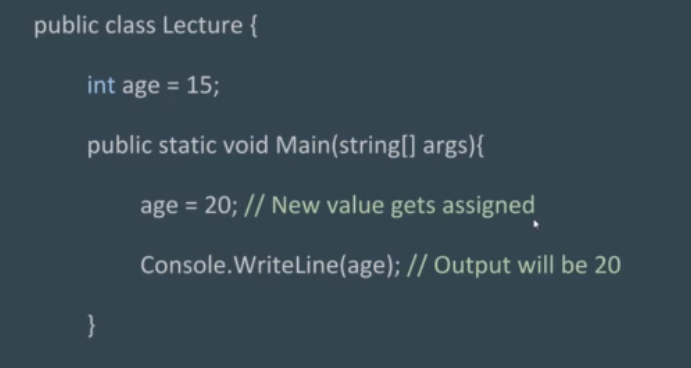 public class Lecture {
int age = 15;
public static void Main(string[] args){
age = 20; // New value gets assigned
Console.WriteLine(age); // Output will be 20
}